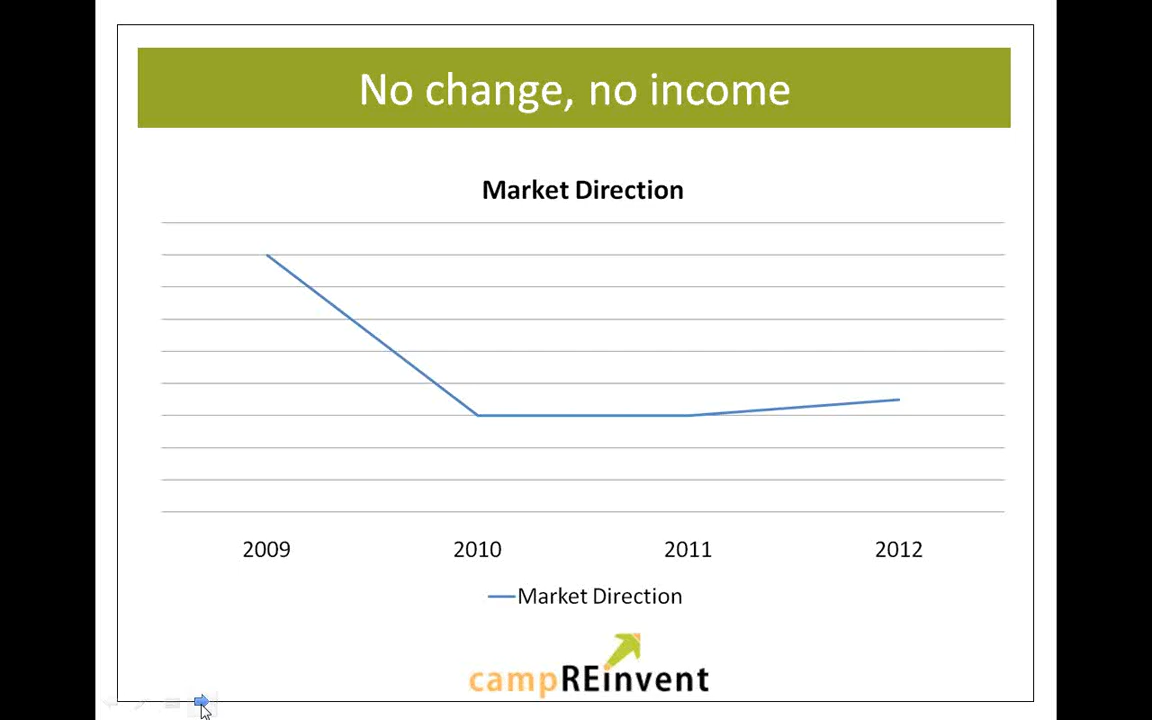 No change, no income
Market Direction
2009 2010 2011 2012
Market Direction
campREinvent